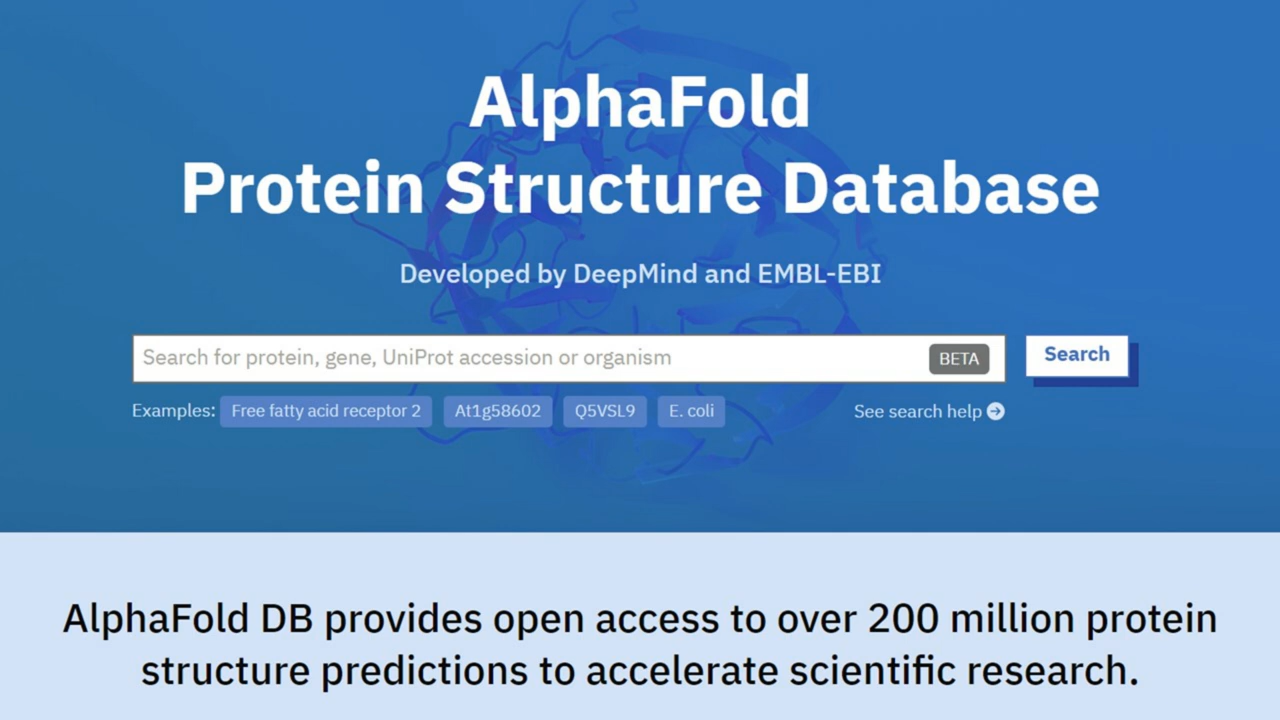 AlphaFold
Protein Structure Database
Developed by DeepMind and EMBL-EBI
Search for protein, gene, UniProt accession or organism BETA Search
Examples: Free fatty acid receptor 2 At1g58602 Q5VSL9 E. coli See search help
AlphaFold DB provides open access to over 200 million protein
structure predictions to accelerate scientific research.